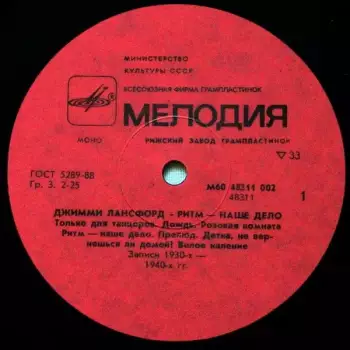 МИНИСТЕРСТВО
КУЛЬТУРЫ СССР
ВСЕСОЮЗНАЯ ФИРМА ГРАМПЛАСТИНОК
МЕЛОДИЯ
МОНО
РИЖСКИЙ ЗАВОД ГРАМПЛАСТИНОК
▽ 33
ГОСТ 5289-88
Гр. 3. 2-25
М60 48311 002
48311
1
ДЖИММИ ЛАНСФОРД - РИТМ — НАШЕ ДЕЛО
Только для танцоров. Дождь. Розовая комната
Ритм — наше дело. Прелюд. Детка, не вер-
нешься ли домой? Белое каление
Записи 1930-х —
1940-х гг.